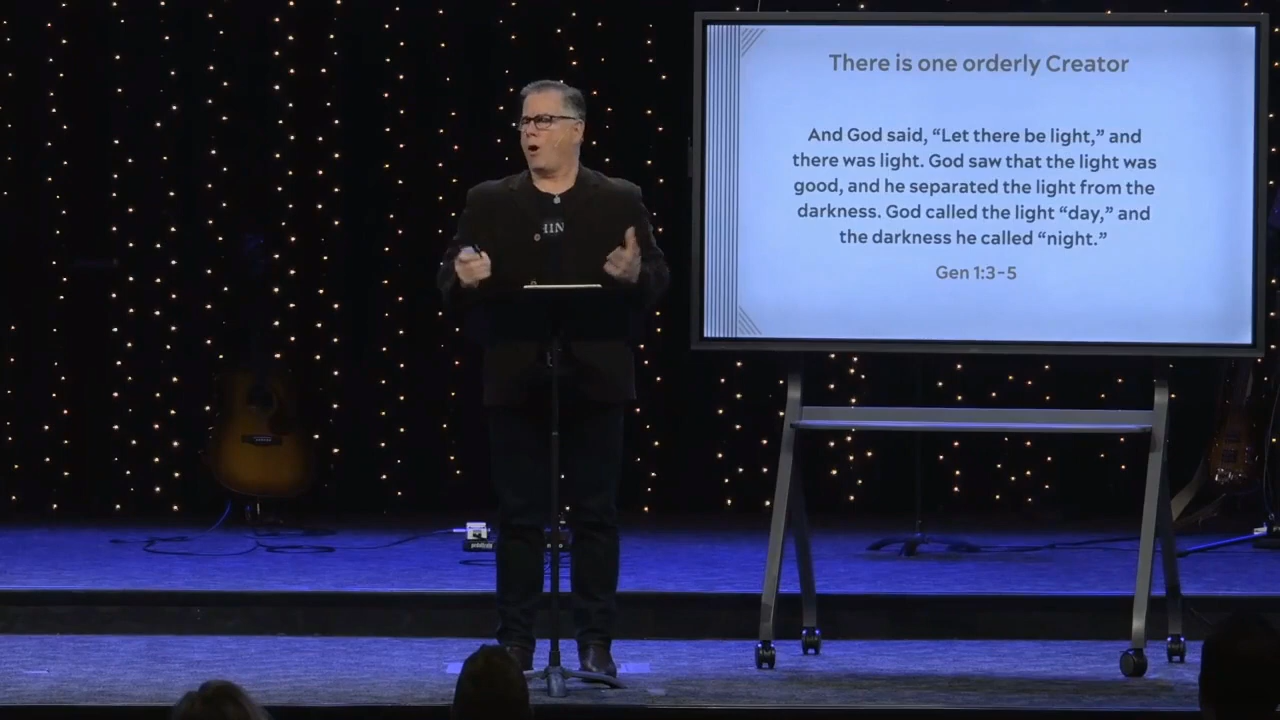 There is one orderly Creator
And God said, “Let there be light,” and
there was light. God saw that the light was
good, and he separated the light from the
darkness. God called the light “day,” and
the darkness he called “night.”
Gen 1:3-5
HIN